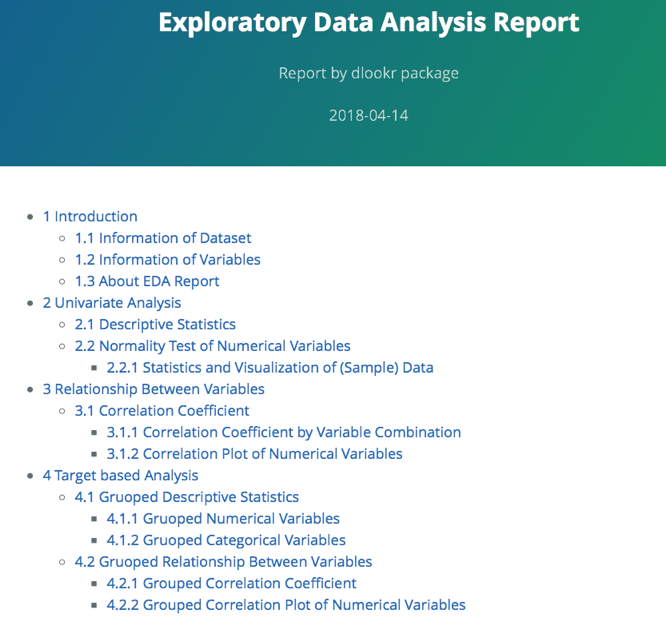 Exploratory Data Analysis Report
Report by dlookr package
2018-04-14
1 Introduction
1.1 Information of Dataset
1.2 Information of Variables
1.3 About EDA Report
2 Univariate Analysis
2.1 Descriptive Statistics
2.2 Normality Test of Numerical Variables
2.2.1 Statistics and Visualization of (Sample) Data
3 Relationship Between Variables
3.1 Correlation Coefficient
3.1.1 Correlation Coefficient by Variable Combination
3.1.2 Correlation Plot of Numerical Variables
4 Target based Analysis
4.1 Gruoped Descriptive Statistics
4.1.1 Gruoped Numerical Variables
4.1.2 Gruoped Categorical Variables
4.2 Gruoped Relationship Between Variables
4.2.1 Grouped Correlation Coefficient
4.2.2 Grouped Correlation Plot of Numerical Variables